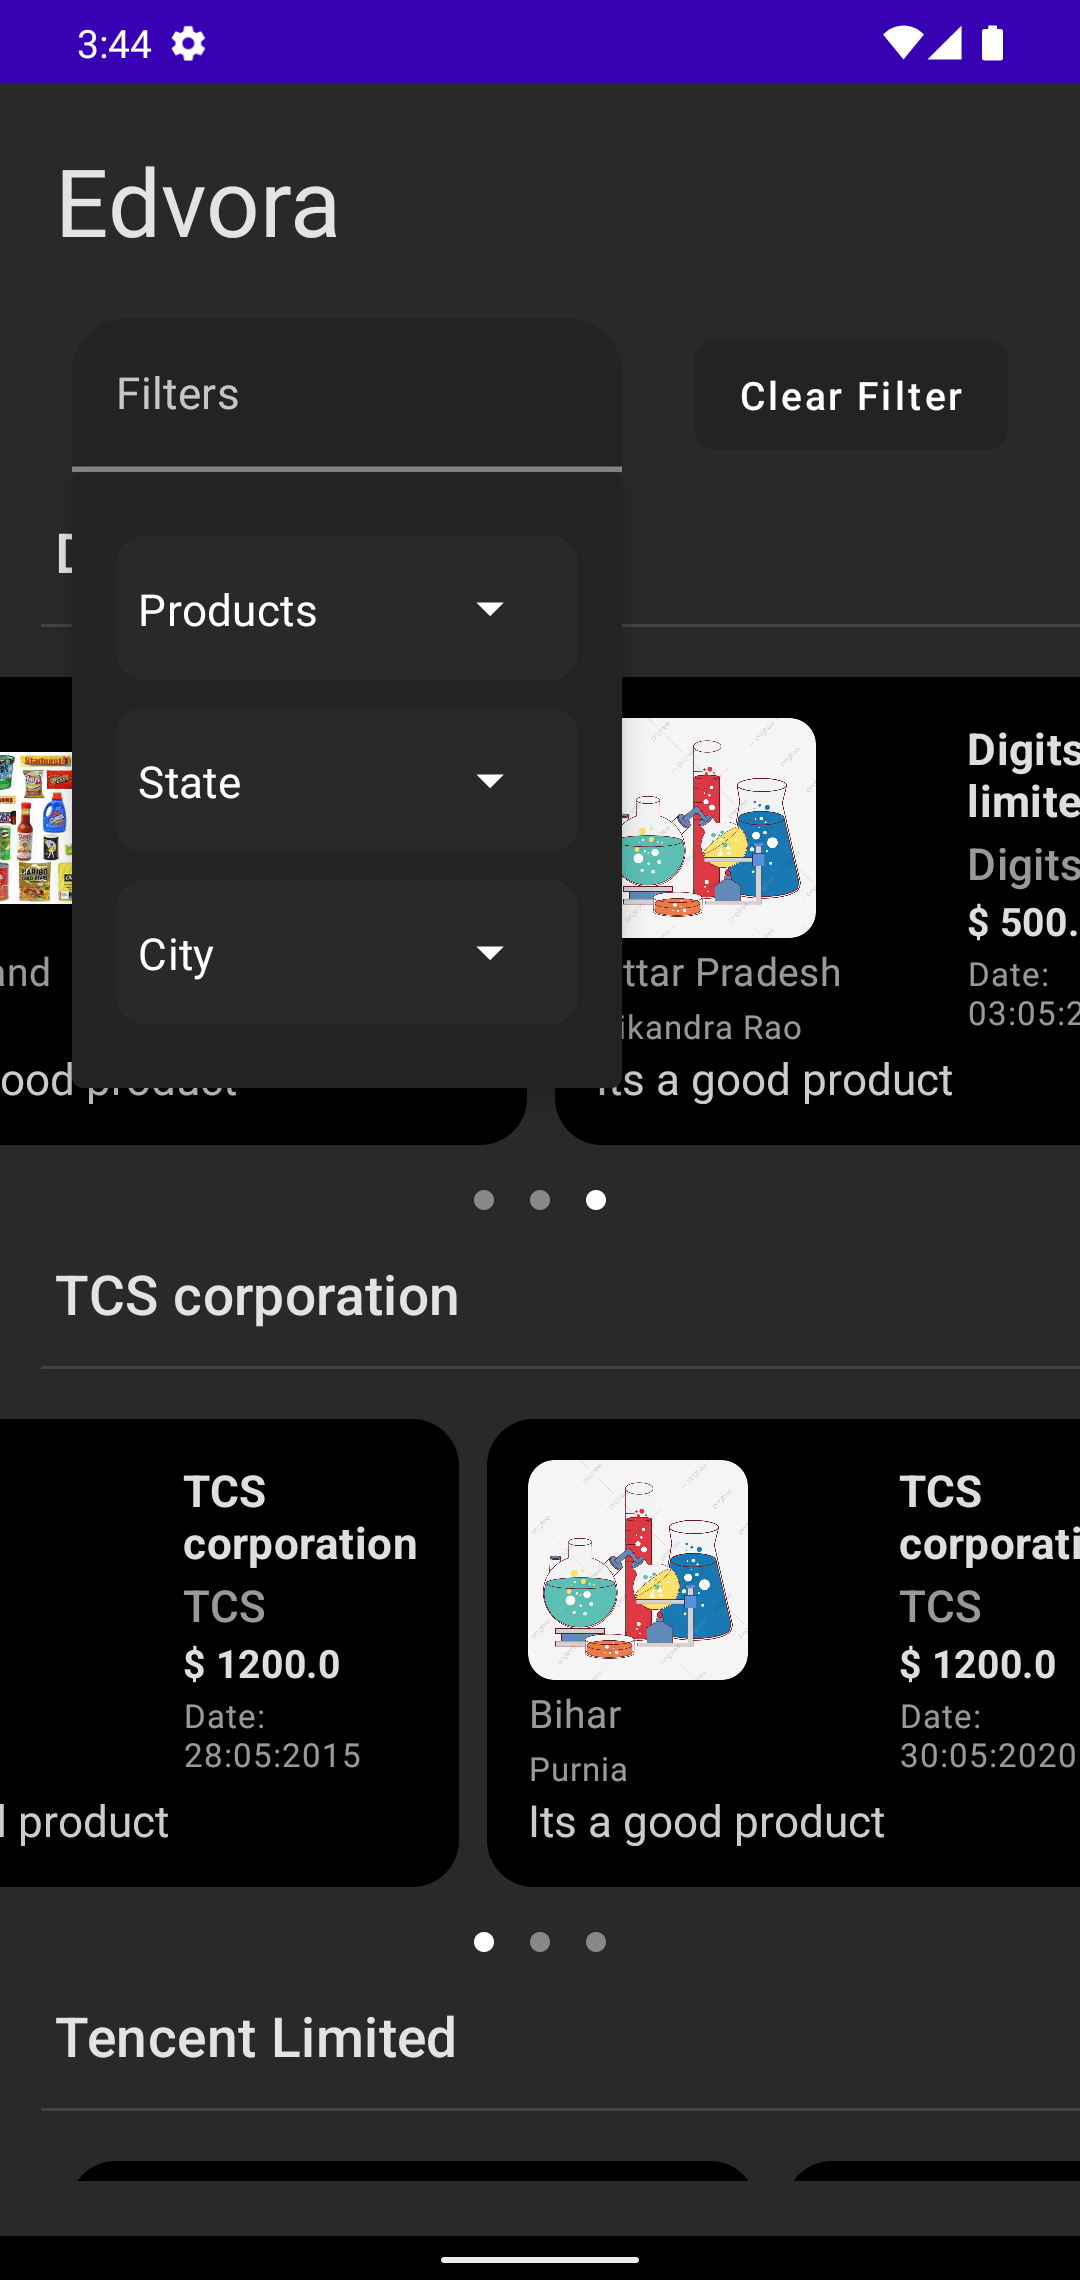 3:44
Edvora
Filters
Clear Filter
D
Products
State
City
Digits
limite
Digits
$ 500.
Date:
03:05:2
and
ttar Pradesh
ikandra Rao
ood product
Its a good product
TCS corporation
TCS
corporation
TCS
$ 1200.0
Date:
28:05:2015
l product
TCS
corporati
TCS
$ 1200.0
Date:
30:05:2020
Bihar
Purnia
Its a good product
Tencent Limited